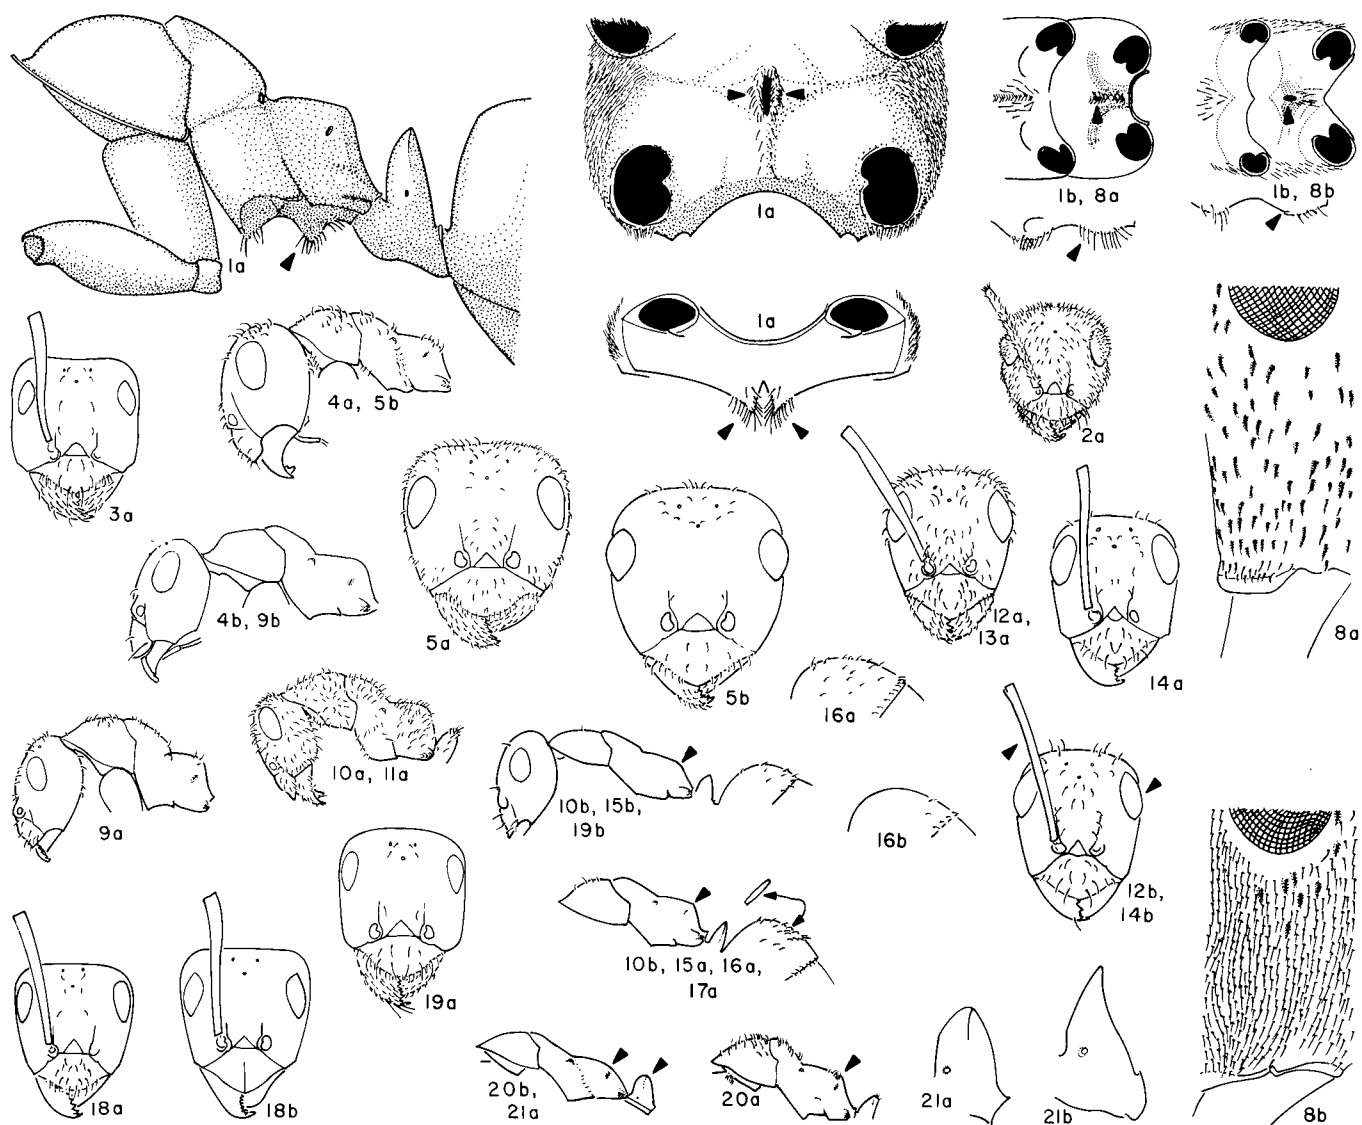 1a
1a
1b, 8a
1b, 8b
1a
3a
4a, 5b
2a
4b, 9b
5a
5b
12a,
13a
14a
8a
16a
9a
10a, 11a
10b, 15b,
19b
16b
12b,
14b
10b, 15a, 16a,
17a
18a
18b
19a
20b,
21a
20a
21a
21b
8b